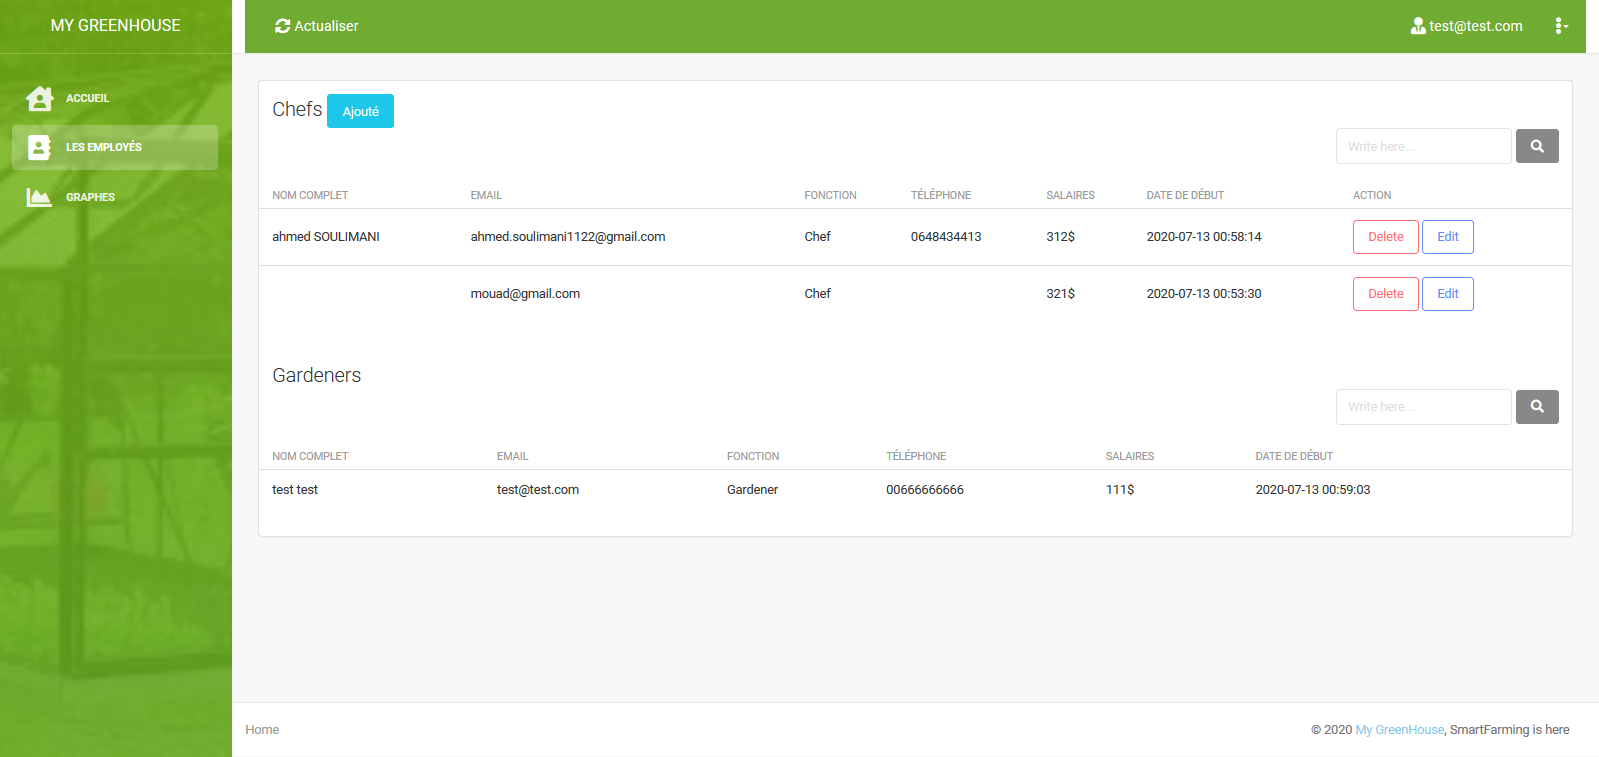 MY GREENHOUSE
Actualiser
test@test.com
ACCUEIL
LES EMPLOYÉS
GRAPHES
Chefs Ajouté
Write here...
NOM COMPLET EMAIL FONCTION TÉLÉPHONE SALAIRES DATE DE DÉBUT ACTION
ahmed SOULIMANI ahmed.soulimani1122@gmail.com Chef 0648434413 312$ 2020-07-13 00:58:14 Delete Edit
mouad@gmail.com Chef 321$ 2020-07-13 00:53:30 Delete Edit
Gardeners
Write here...
NOM COMPLET EMAIL FONCTION TÉLÉPHONE SALAIRES DATE DE DÉBUT
test test test@test.com Gardener 00666666666 111$ 2020-07-13 00:59:03
Home
© 2020 My GreenHouse, SmartFarming is here